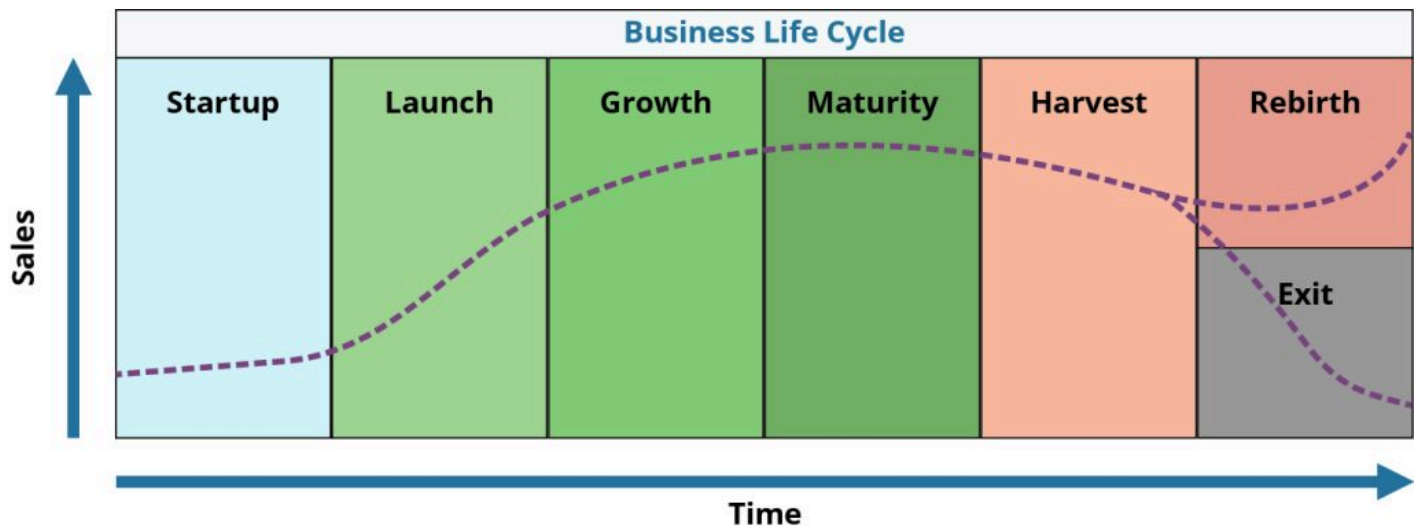 Business Life Cycle
Startup
Launch
Growth
Maturity
Harvest
Rebirth
Exit
Sales
Time